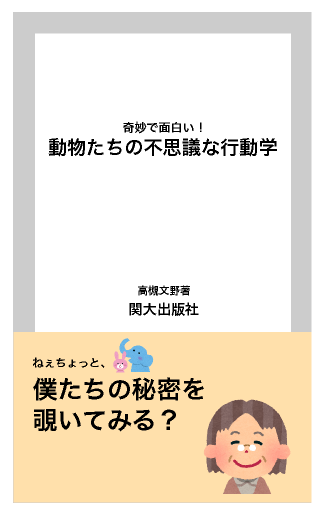 奇妙で面白い！
動物たちの不思議な行動学
高槻文野著
関大出版社
ねぇちょっと、
僕たちの秘密を
覗いてみる？